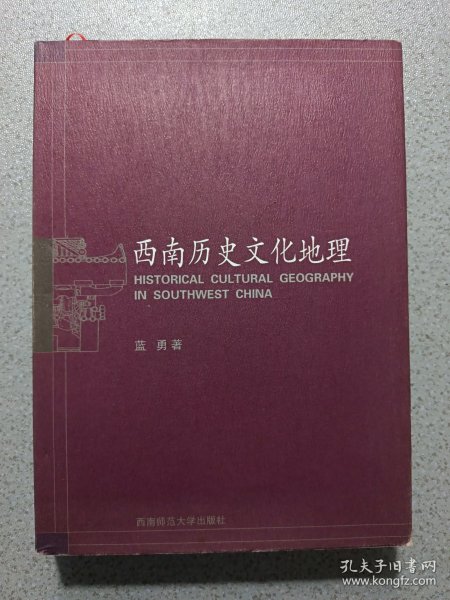 西南历史文化地理
HISTORICAL CULTURAL GEOGRAPHY
IN SOUTHWEST CHINA
蓝 勇著
西南师范大学出版社
孔夫子旧书网
www.kongfz.com